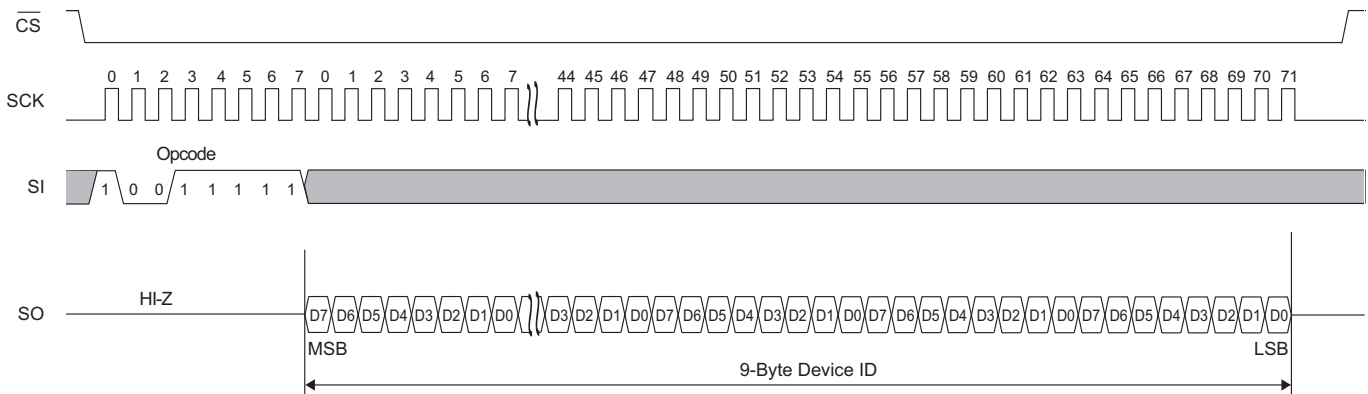 CS
0 1 2 3 4 5 6 7 0 1 2 3 4 5 6 7 44 45 46 47 48 49 50 51 52 53 54 55 56 57 58 59 60 61 62 63 64 65 66 67 68 69 70 71
SCK
Opcode
SI 1 0 0 1 1 1 1 1
HI-Z
SO D7 D6 D5 D4 D3 D2 D1 D0 D3 D2 D1 D0 D7 D6 D5 D4 D3 D2 D1 D0 D7 D6 D5 D4 D3 D2 D1 D0 D7 D6 D5 D4 D3 D2 D1 D0
MSB LSB
9-Byte Device ID